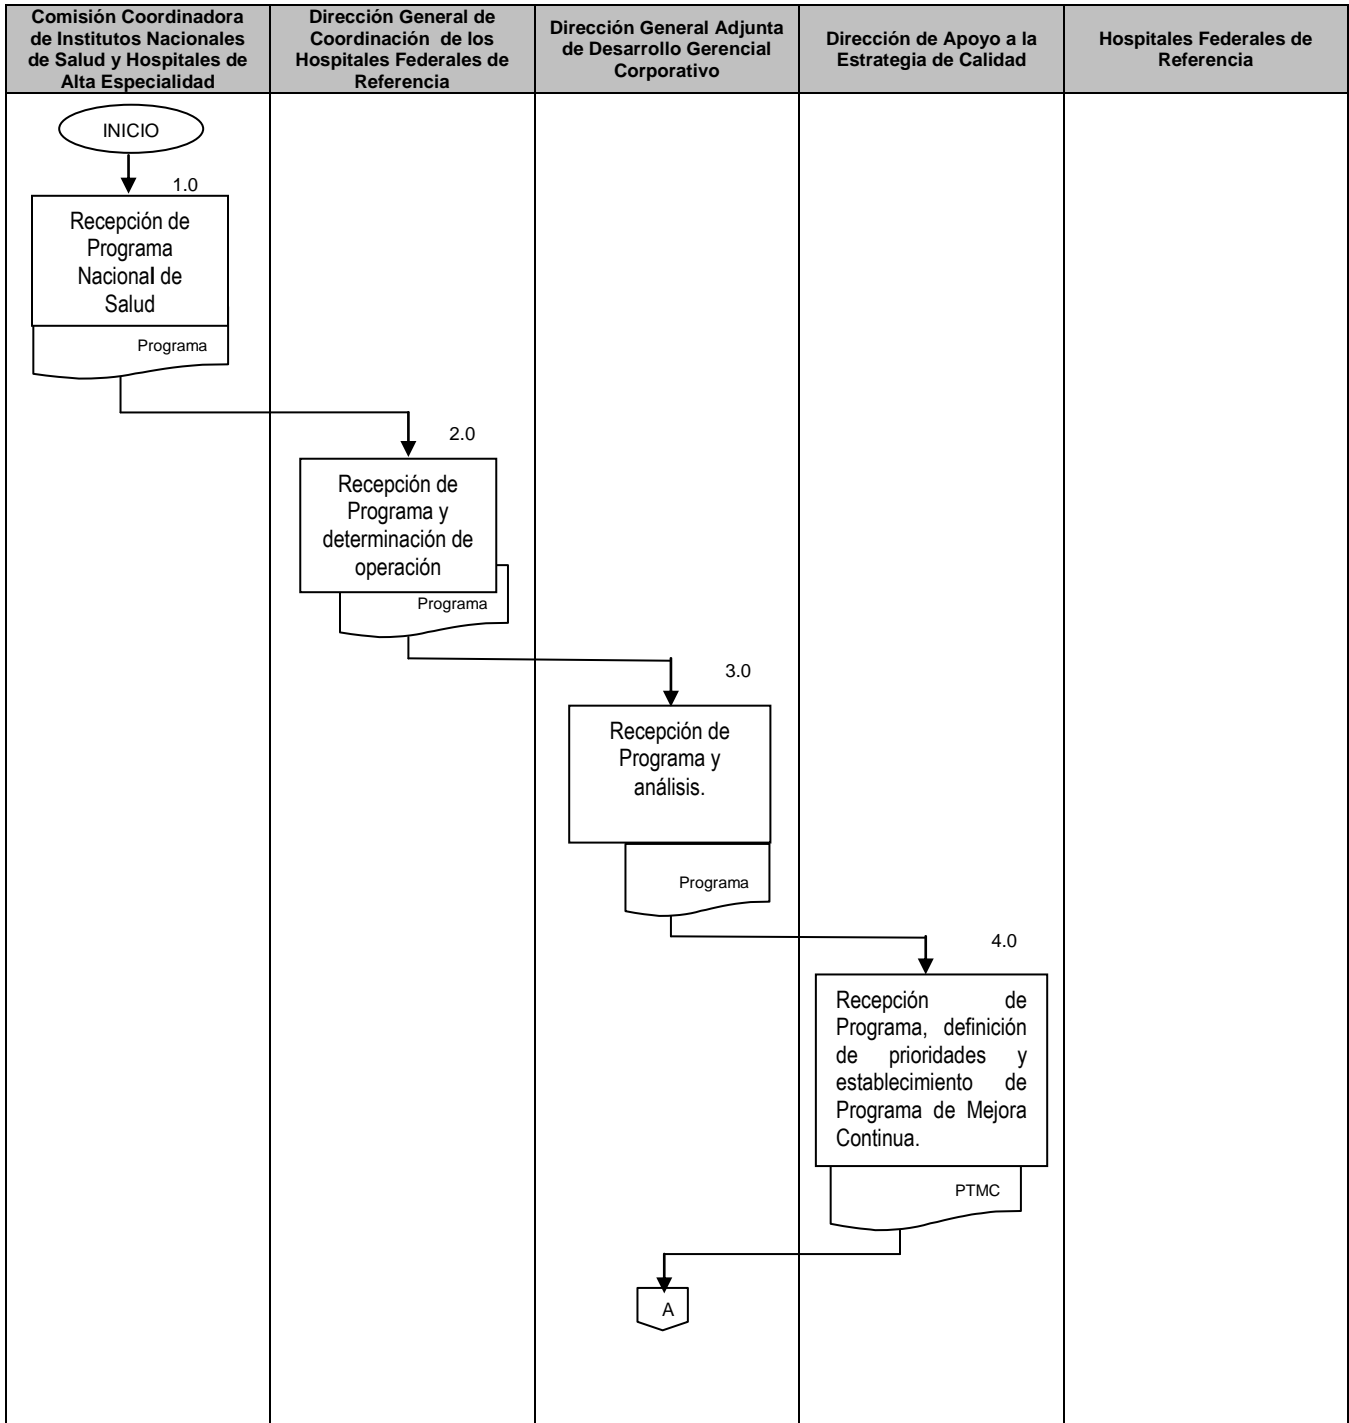 Comisión Coordinadora
de Institutos Nacionales
de Salud y Hospitales de
Alta Especialidad
Dirección General de
Coordinación de los
Hospitales Federales de
Referencia
Dirección General Adjunta
de Desarrollo Gerencial
Corporativo
Dirección de Apoyo a la
Estrategia de Calidad
Hospitales Federales de
Referencia
INICIO
1.0
Recepción de
Programa
Nacional de
Salud
Programa
2.0
Recepción de
Programa y
determinación de
operación
Programa
3.0
Recepción de
Programa y
análisis.
Programa
4.0
Recepción de
Programa, definición
de prioridades y
establecimiento de
Programa de Mejora
Continua.
PTMC
A